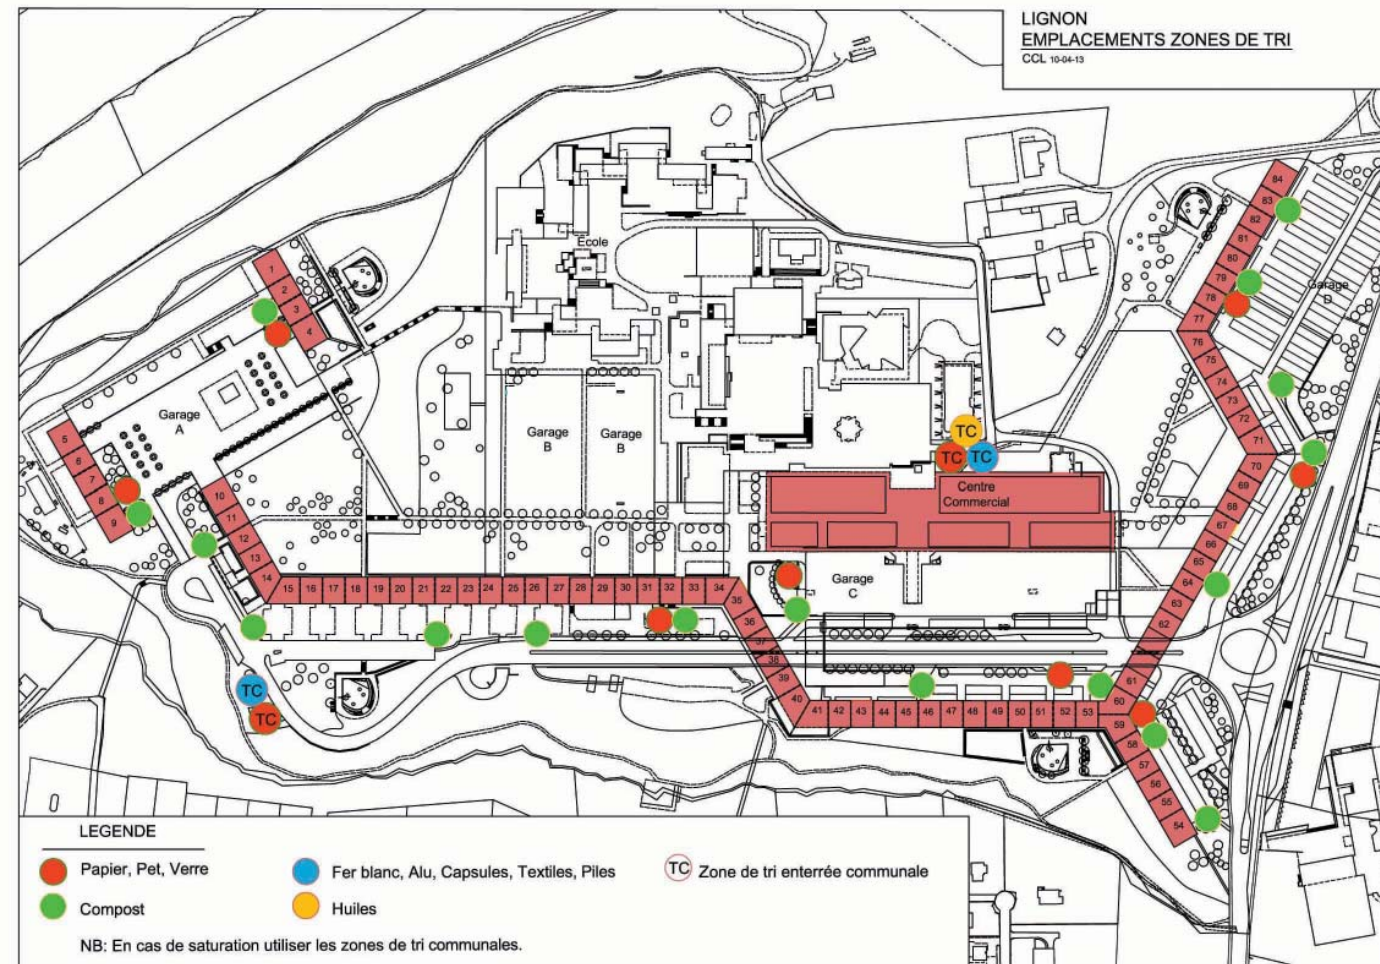 LIGNON
EMPLACEMENTS ZONES DE TRI
CCL 10-04-13
Ecole
1
2
3
4
Garage
A
5
6
7
8
9
10
11
12
13
14
15 16 17 18 19 20 21 22 23 24 25 26 27 28 29 30 31 32 33 34
35
36
37
38
39
40
41 42 43 44 45 46 47 48 49 50 51 52 53
Garage
B
Garage
B
TC
TC TC
Centre
Commercial
Garage
C
84
83
82
81
80
79
78
77
76
75
74
73
72
71
70
69
68
67
66
65
64
63
62
61
60
59
58
57
56
55
54
Garage
D
TC
TC
LEGENDE
Papier, Pet, Verre
Fer blanc, Alu, Capsules, Textiles, Piles
TC Zone de tri enterrée communale
Compost
Huiles
NB: En cas de saturation utiliser les zones de tri communales.